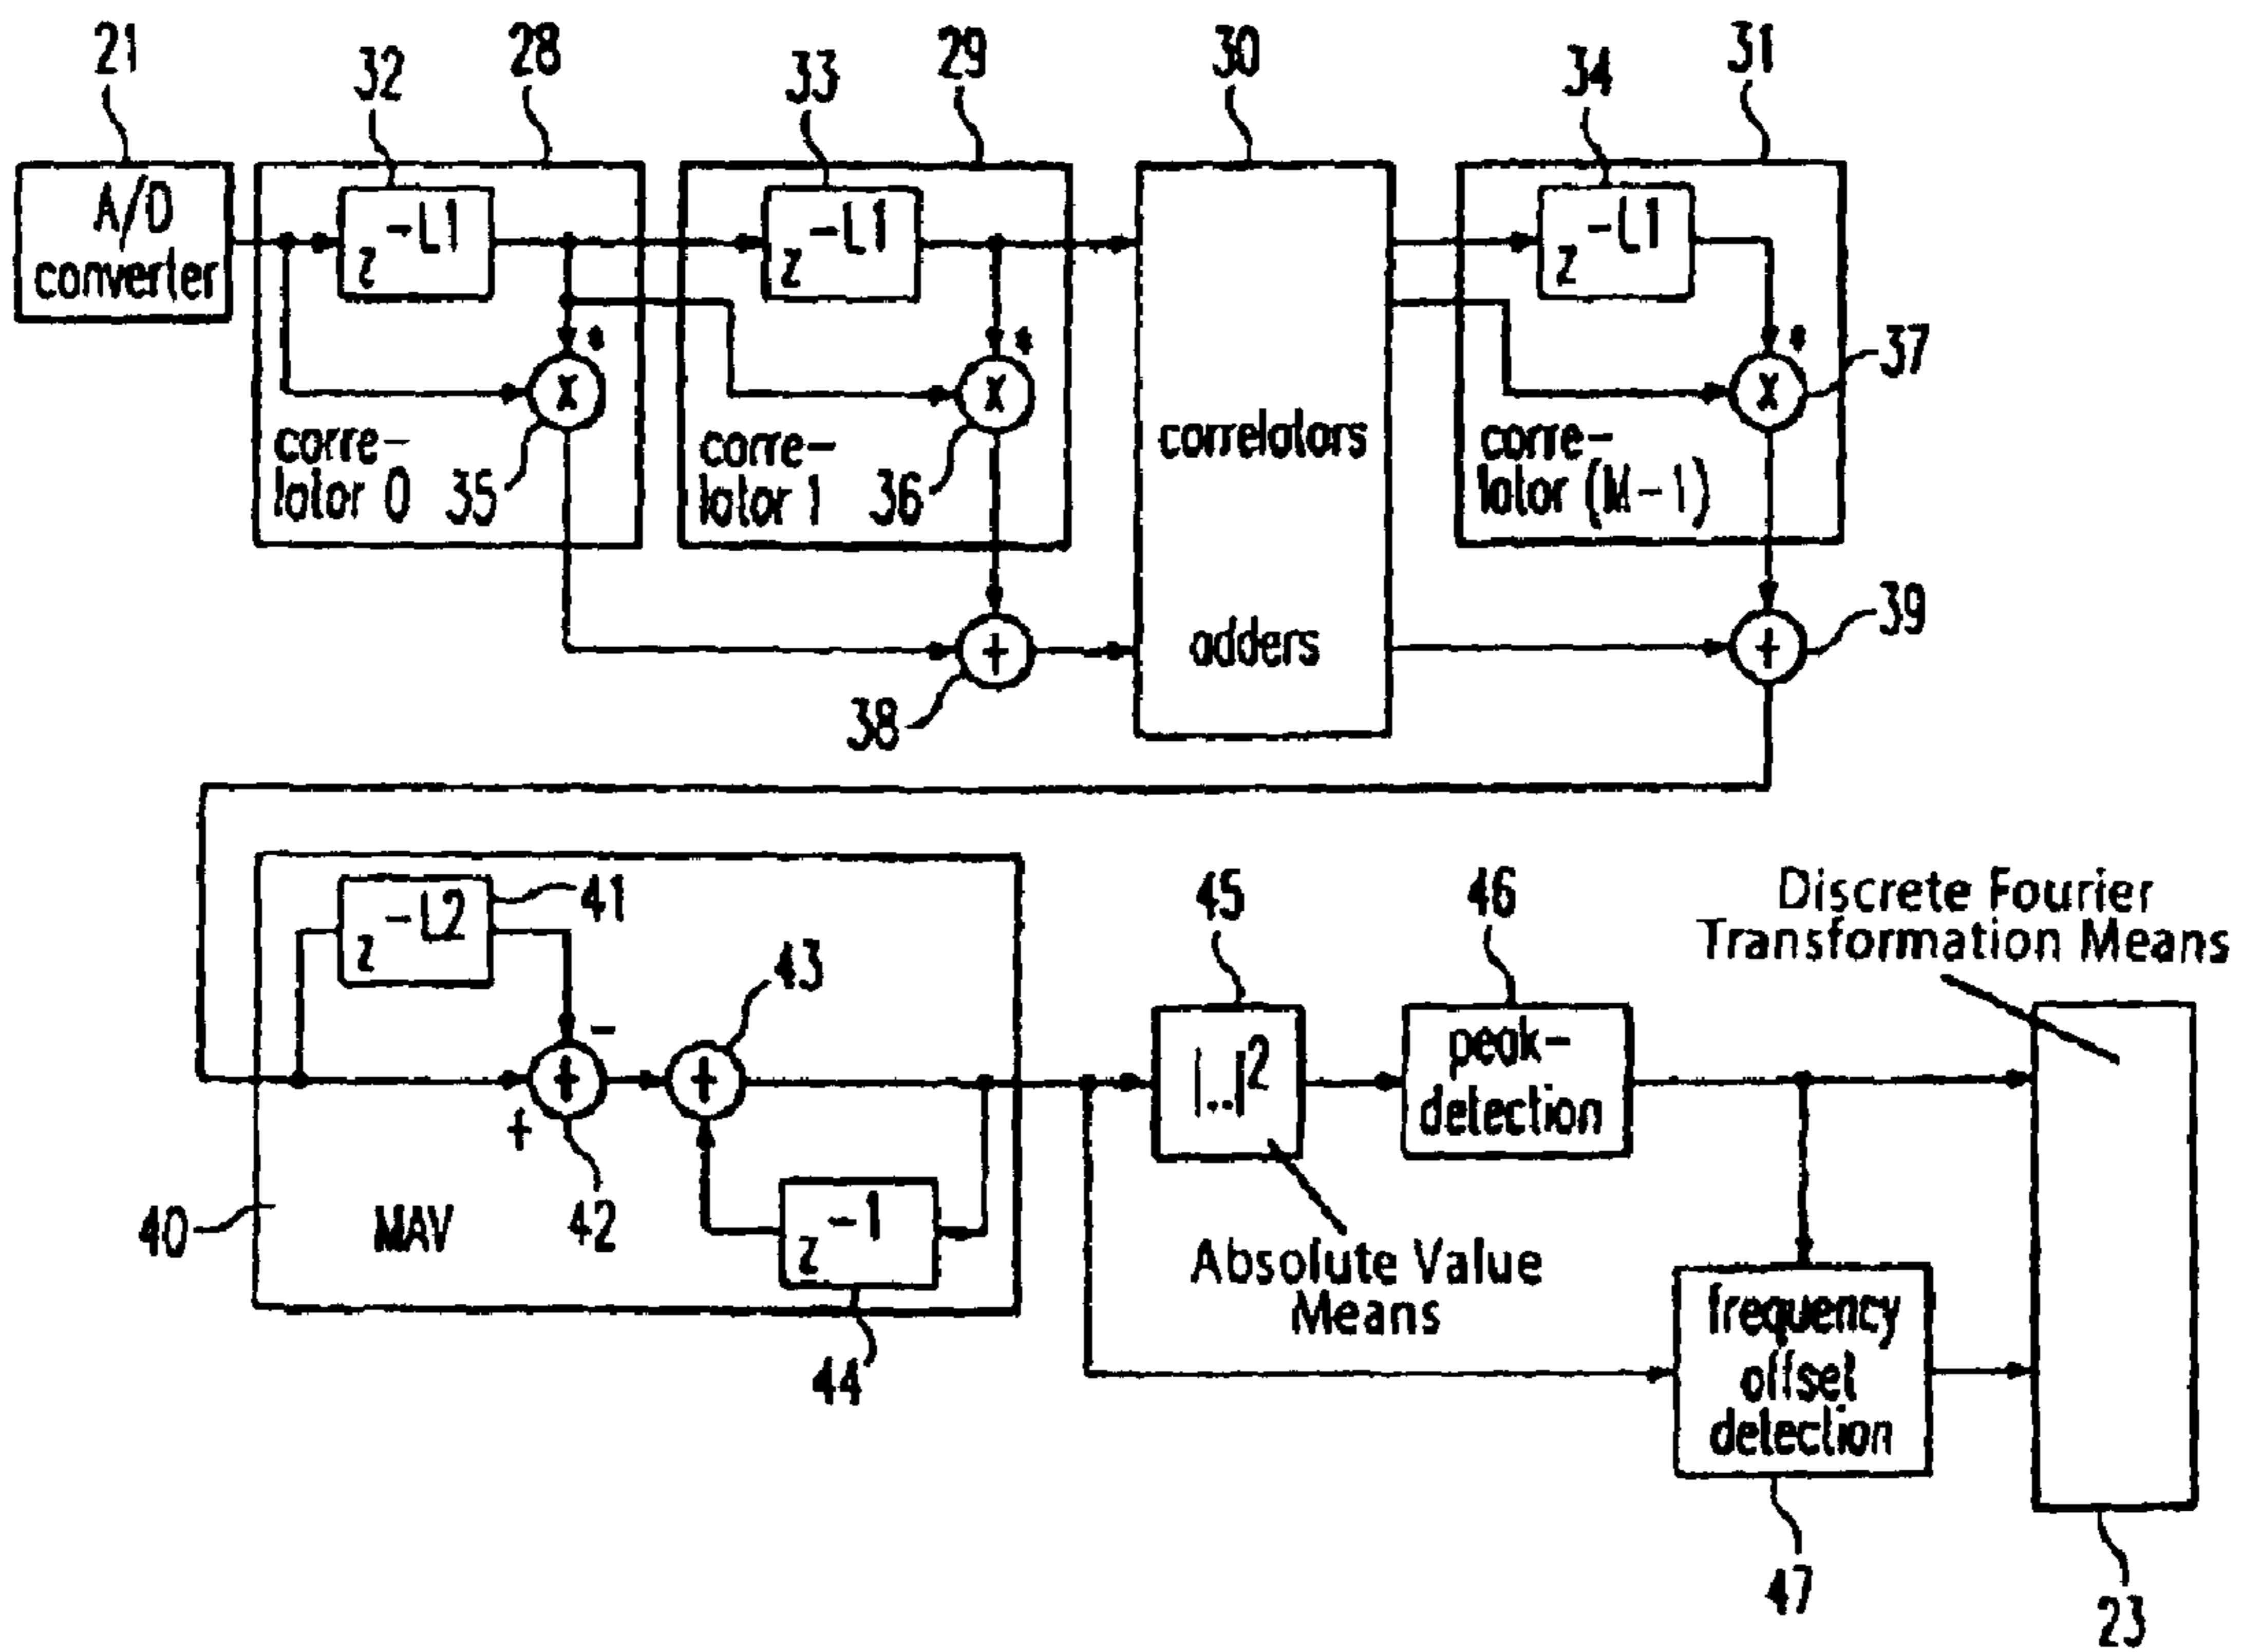 21
32
28
33
29
30
34
31
A/D
converter
z -L1
z -L1
z -L1
*
*
*
x
x
x
37
corre-
lator 0
35
corre-
lator 1
36
correlators
corre-
lator (M-1)
+
adders
+
39
38
z -L2
41
43
45
46
Discrete Fourier
Transformation Means
-
+
+
+
|..|2
peak-
detection
40
MAV
42
z -1
Absolute Value
Means
44
frequency
offset
detection
47
23